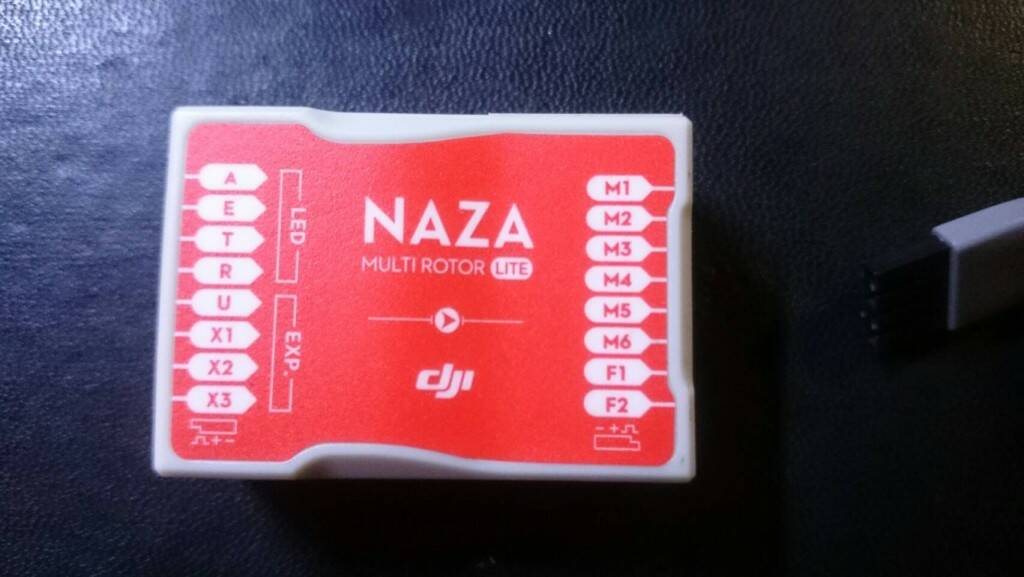 A
E
T
R
U
X1
X2
X3
LED
EXP.
NAZA
MULTI ROTOR LITE
dji
M1
M2
M3
M4
M5
M6
F1
F2